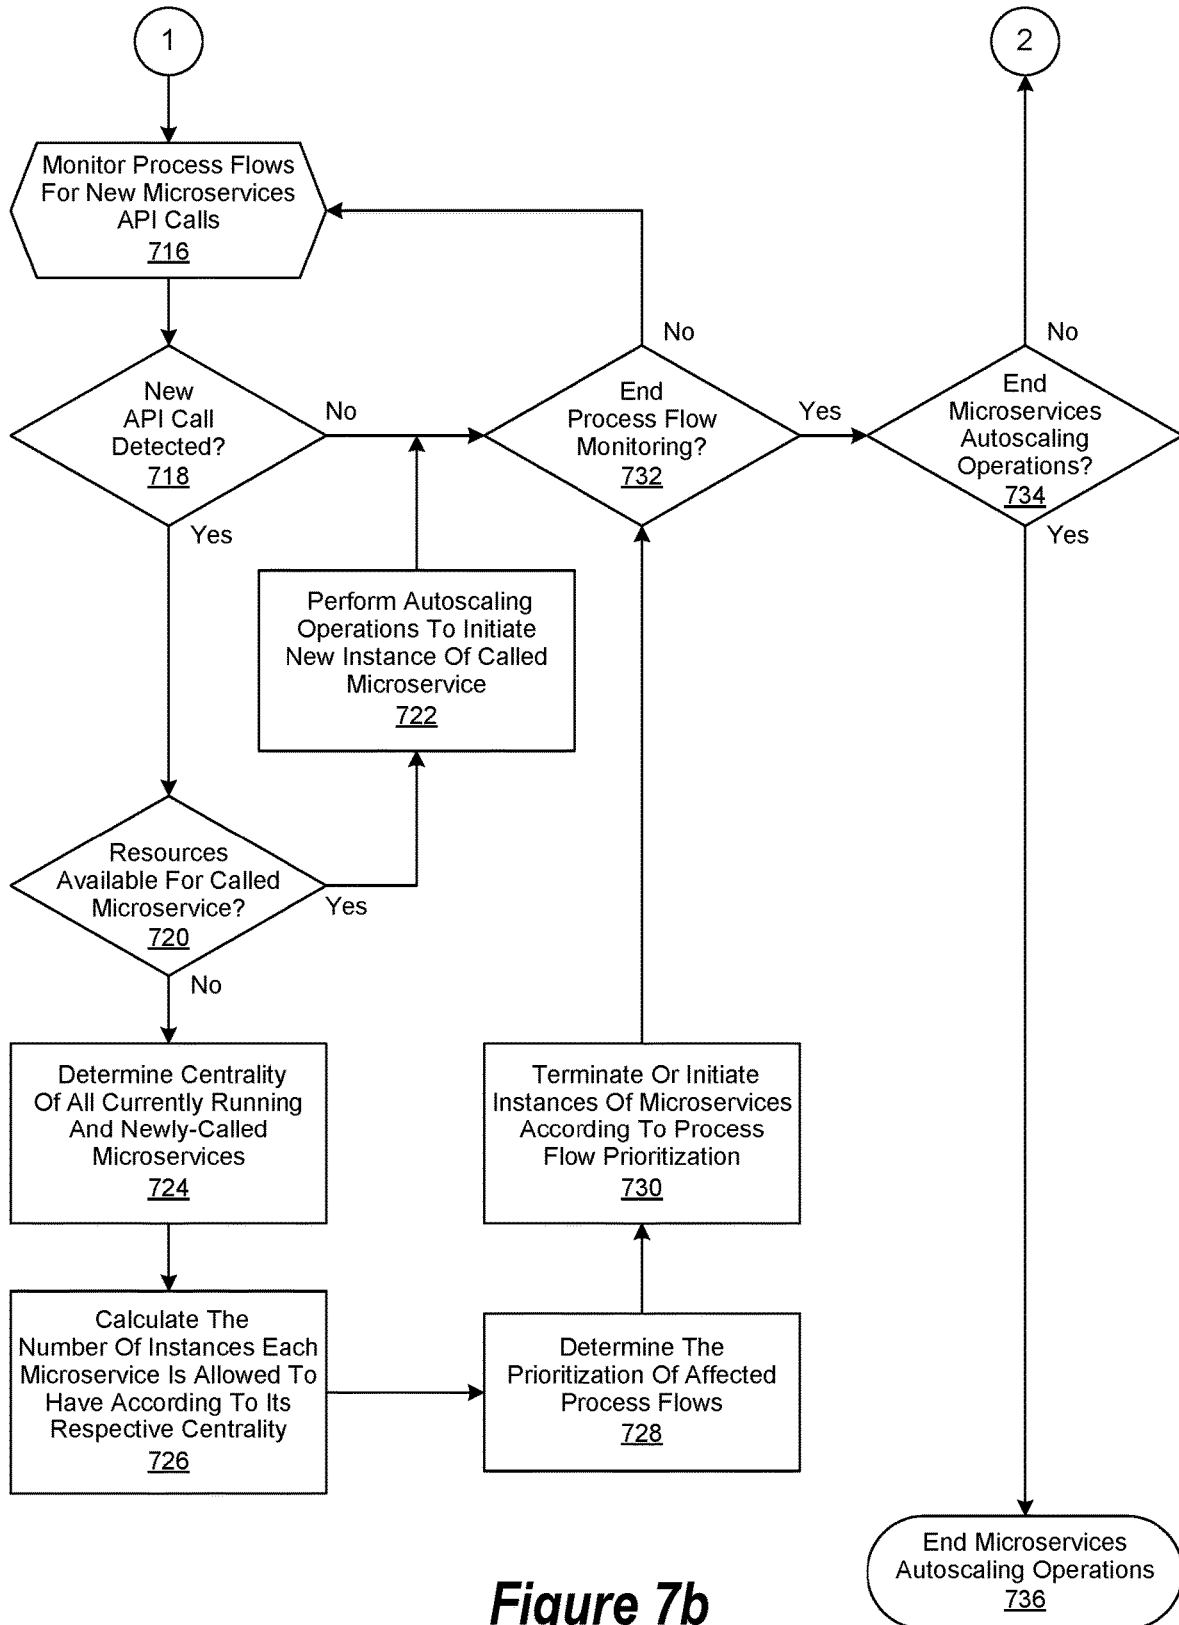 1
2
Monitor Process Flows
For New Microservices
API Calls
716
No
No
New
API Call
Detected?
718
No
End
Process Flow
Monitoring?
732
Yes
End
Microservices
Autoscaling
Operations?
734
Yes
Yes
Perform Autoscaling
Operations To Initiate
New Instance Of Called
Microservice
722
Resources
Available For Called
Microservice?
720
Yes
No
Determine Centrality
Of All Currently Running
And Newly-Called
Microservices
724
Terminate Or Initiate
Instances Of Microservices
According To Process
Flow Prioritization
730
Calculate The
Number Of Instances Each
Microservice Is Allowed To
Have According To Its
Respective Centrality
726
Determine The
Prioritization Of Affected
Process Flows
728
End Microservices
Autoscaling Operations
736
Figure 7b